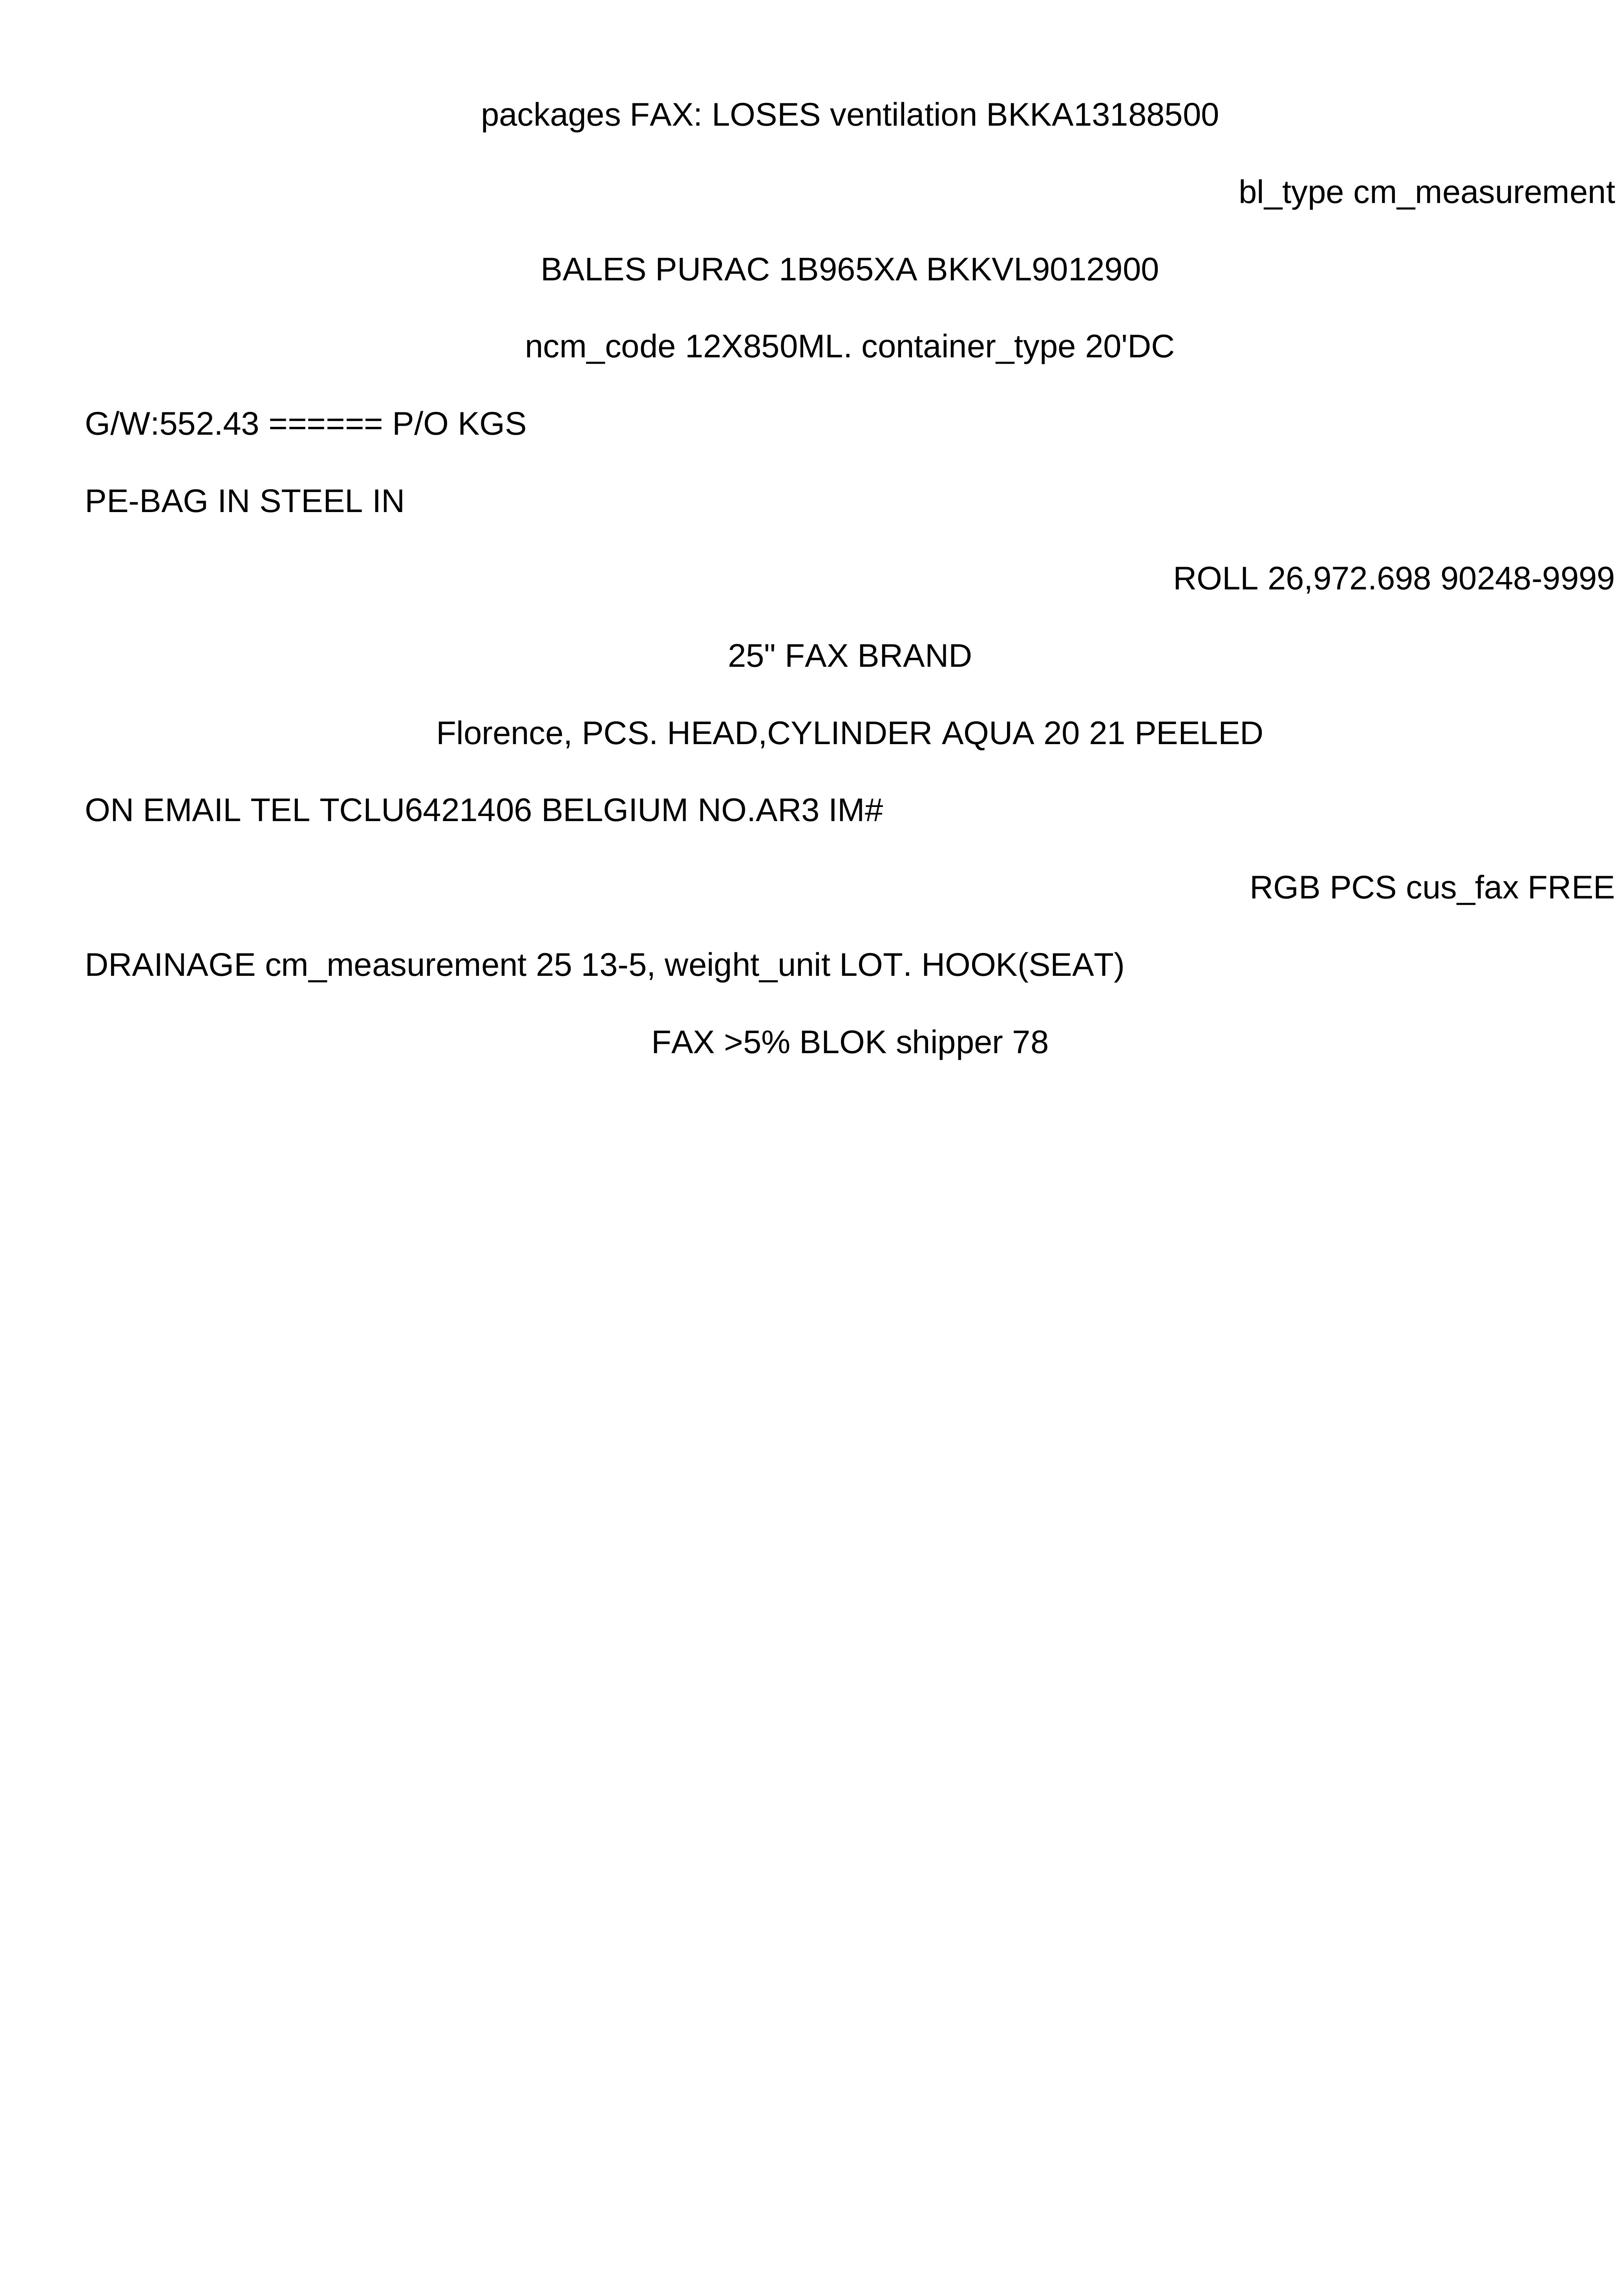 packages FAX: LOSES ventilation BKKA13188500
bl_type cm_measurement
BALES PURAC 1B965XA BKKVL9012900
ncm_code 12X850ML. container_type 20'DC
G/W:552.43 ====== P/O KGS
PE-BAG IN STEEL IN
ROLL 26,972.698 90248-9999
25" FAX BRAND
Florence, PCS. HEAD,CYLINDER AQUA 20 21 PEELED
ON EMAIL TEL TCLU6421406 BELGIUM NO.AR3 IM#
RGB PCS cus_fax FREE
DRAINAGE cm_measurement 25 13-5, weight_unit LOT. HOOK(SEAT)
FAX >5% BLOK shipper 78